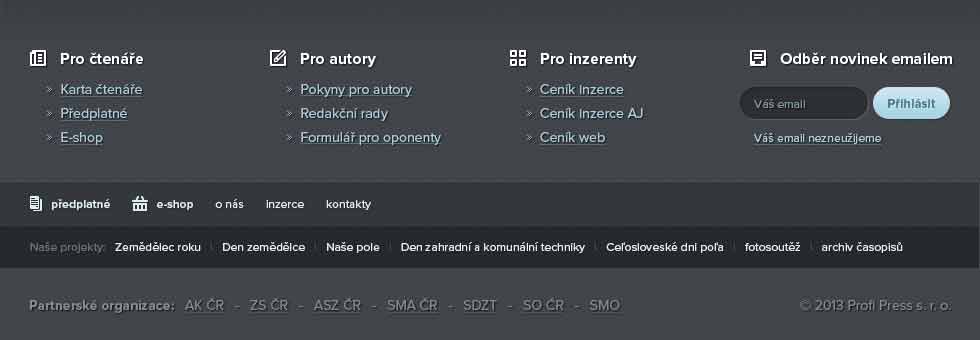 Pro čtenáře
Karta čtenáře
Předplatné
E-shop
Pro autory
Pokyny pro autory
Redakční rady
Formulář pro oponenty
Pro inzerenty
Ceník inzerce
Ceník inzerce AJ
Ceník web
Odběr novinek emailem
Váš email Přihlásit
Váš email nezneužijeme
předplatné e-shop o nás inzerce kontakty
Naše projekty: Zemědělec roku | Den zemědělce | Naše pole | Den zahradní a komunální techniky | Celosloveské dni poľa | fotosoutěž | archiv časopisů
Partnerské organizace: AK ČR - ZS ČR - ASZ ČR - SMA ČR - SDZT - SO ČR - SMO © 2013 Profi Press s. r. o.